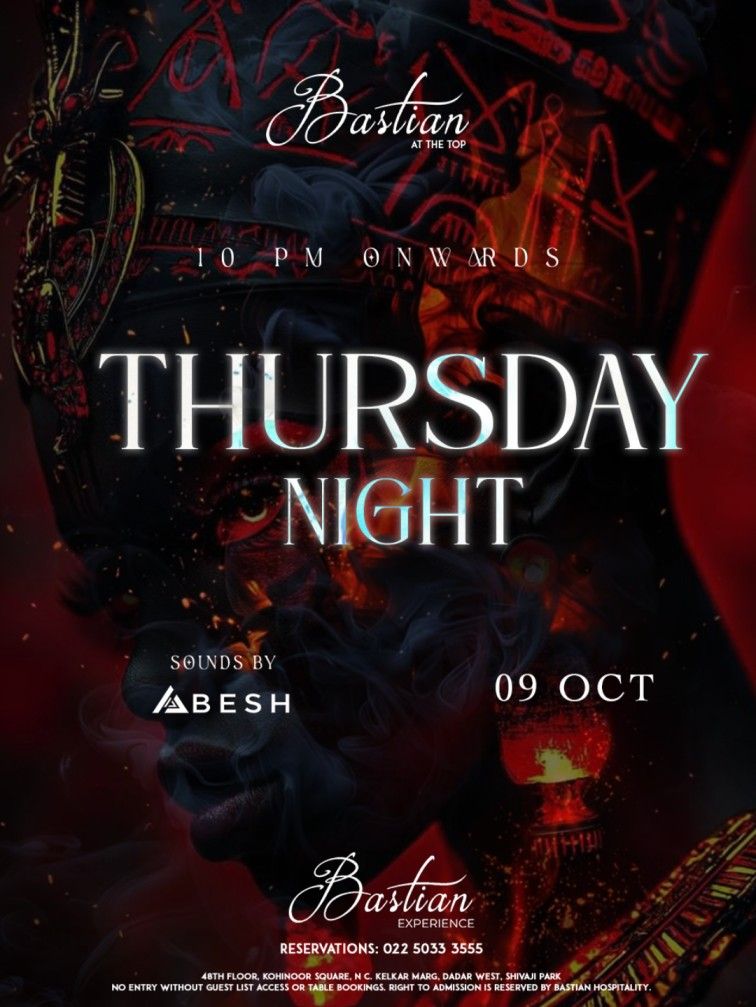 Bastian
AT THE TOP
10 PM ONWARDS
THURSDAY
NIGHT
SOUNDS BY
ABESH
09 OCT
Bastian
EXPERIENCE
RESERVATIONS: 022 5033 3555
48TH FLOOR, KOHINOOR SQUARE, N C. KELKAR MARG, DADAR WEST, SHIVAJI PARK
NO ENTRY WITHOUT GUEST LIST ACCESS OR TABLE BOOKINGS. RIGHT TO ADMISSION IS RESERVED BY BASTIAN HOSPITALITY.